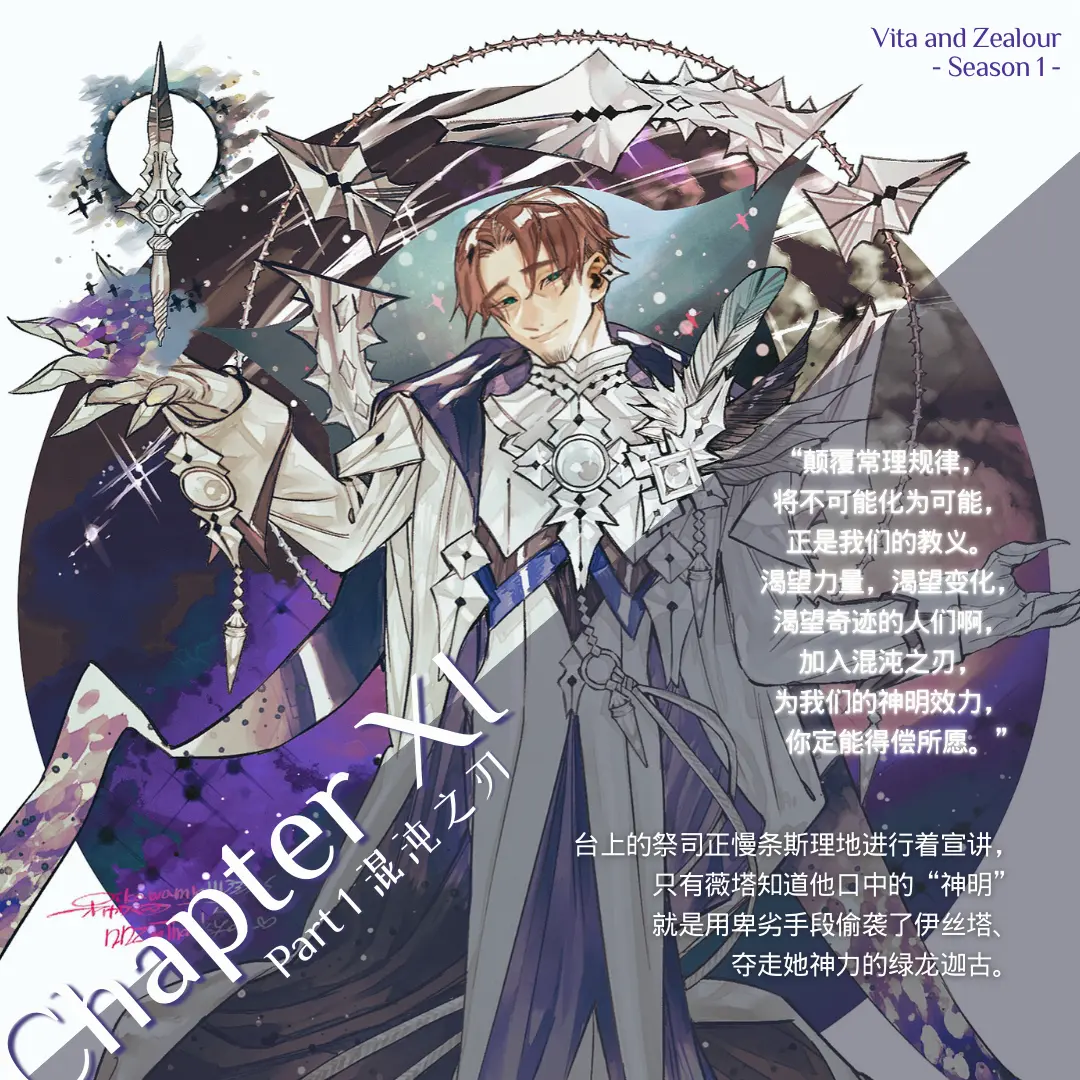 Vita and Zealour
- Season 1 -
“颠覆常理规律，
将不可能化为可能，
正是我们的教义。
渴望力量，渴望变化，
渴望奇迹的人们啊，
加入混沌之刃，
为我们的神明效力，
你定能得偿所愿。”
Chapter XI
Part 1 混沌之刃
台上的祭司正慢条斯理地进行着宣讲，
只有薇塔知道他口中的“神明”
就是用卑劣手段偷袭了伊丝塔、
夺走她神力的绿龙迦古。